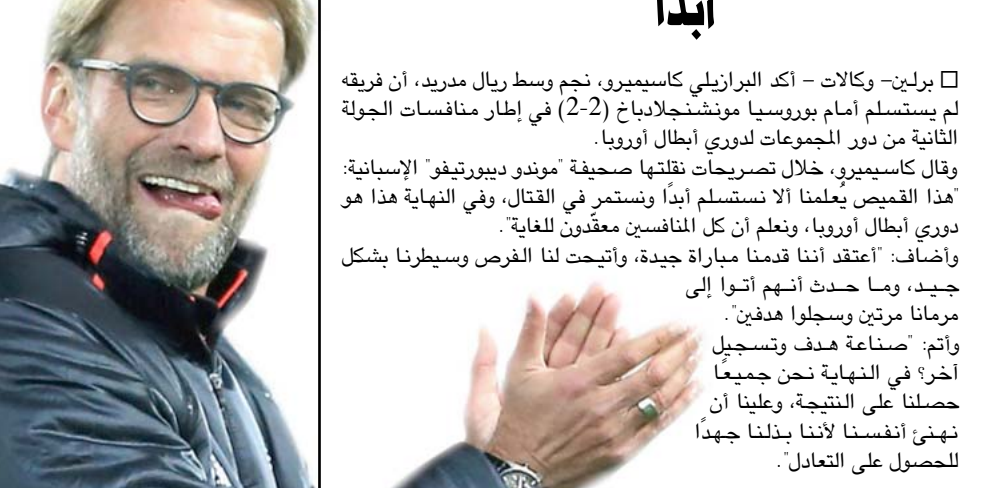 أبدًا
□ برلين– وكالات – أكد البرازيلي كاسيميرو، نجم وسط ريال مدريد، أن فريقه
لم يستسلم أمام بوروسيا مونشنجلادباخ (2-2) في إطار منافسات الجولة
الثانية من دور المجموعات لدوري أبطال أوروبا.
وقال كاسيميرو، خلال تصريحات نقلتها صحيفة "موندو ديبورتيفو" الإسبانية:
"هذا القميص يُعلمنا ألا نستسلم أبدًا ونستمر في القتال، وفي النهاية هذا هو
دوري أبطال أوروبا، ونعلم أن كل المنافسين معقّدون للغاية".
وأضاف: "أعتقد أننا قدمنا مباراة جيدة، وأتيحت لنا الفرص وسيطرنا بشكل
جيد، وما حدث أنهم أتوا إلى
مرمانا مرتين وسجلوا هدفين".
وأتم: "صناعة هدف وتسجيل
آخر؟ في النهاية نحن جميعًا
حصلنا على النتيجة، وعلينا أن
نهنئ أنفسنا لأننا بذلنا جهدًا
للحصول على التعادل".